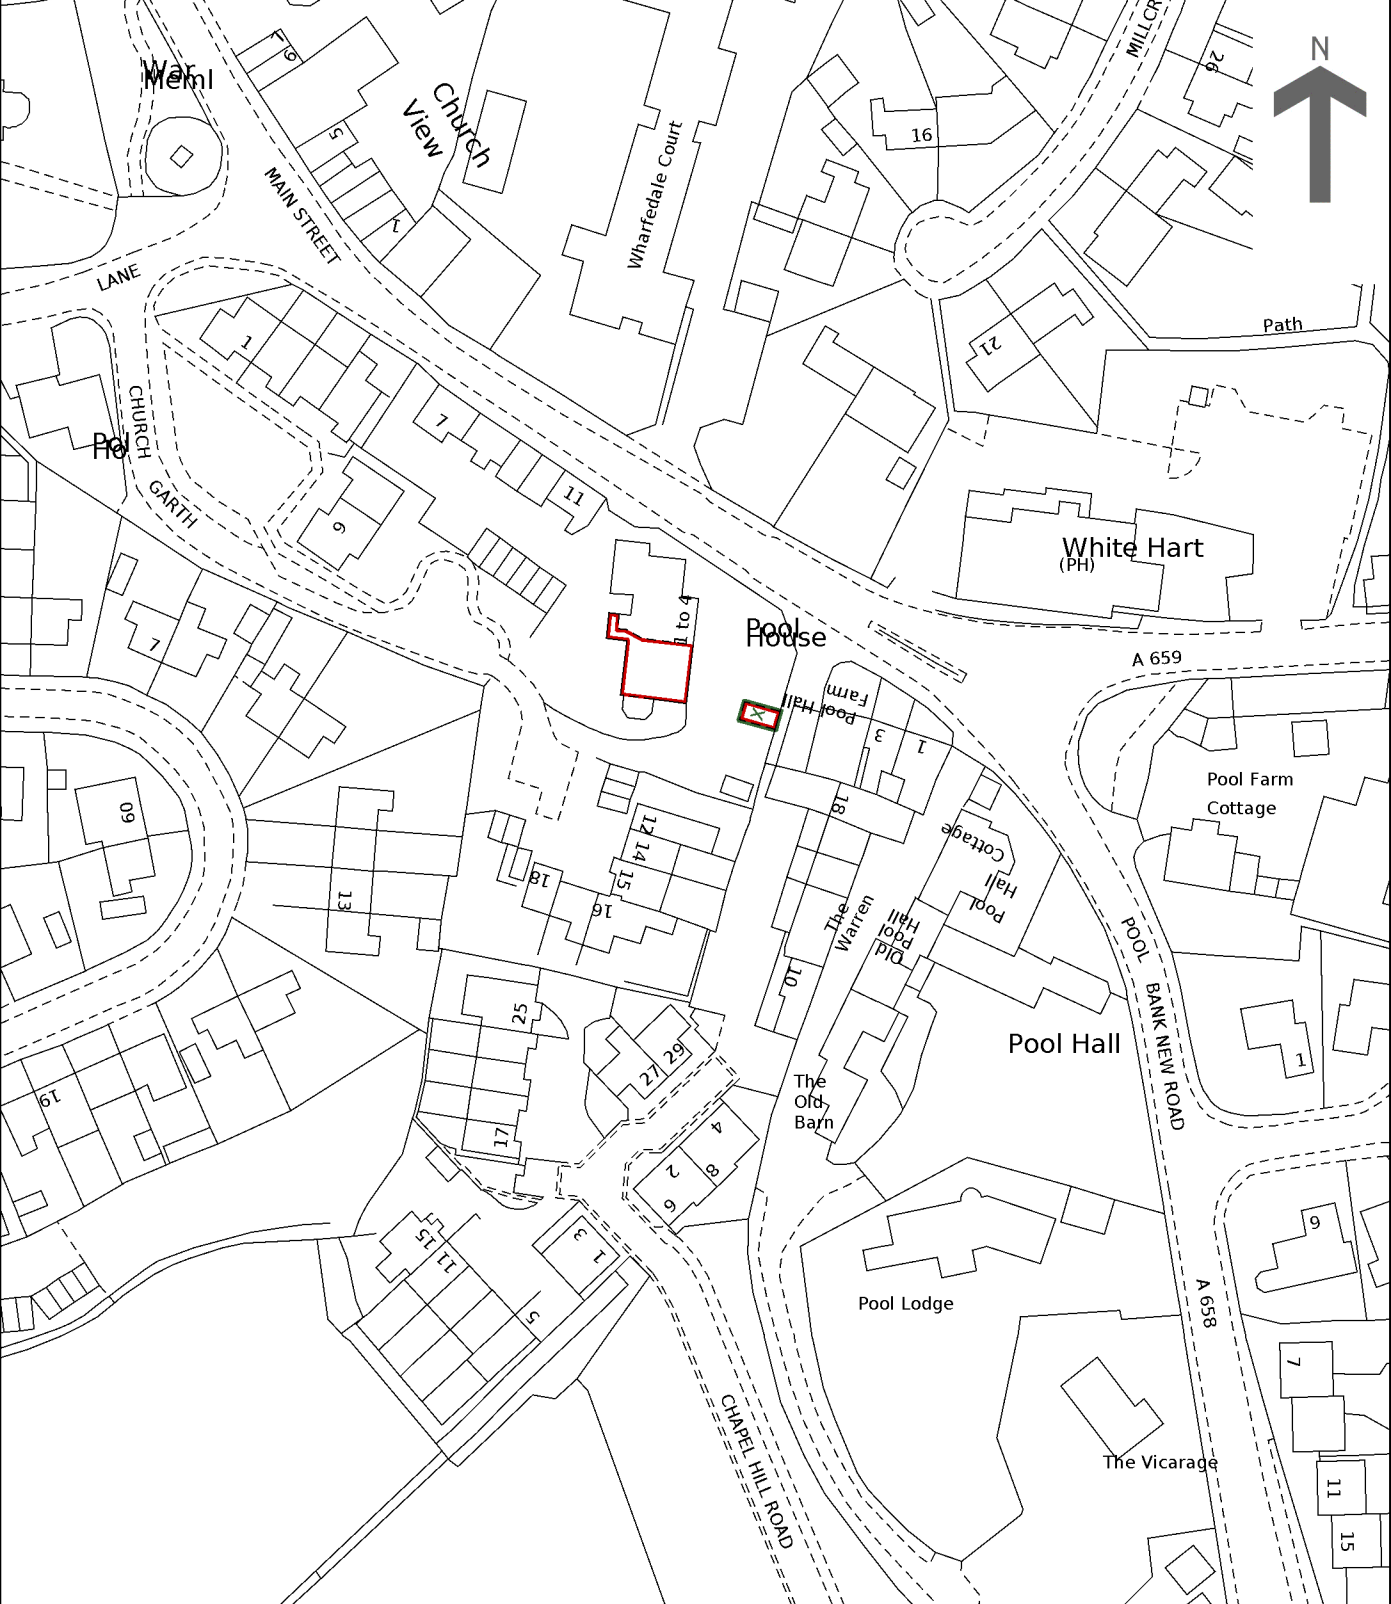 N
MILLCR
26
War
Meml
9
Church
View
5
16
1
MAIN STREET
Wharfedale Court
LANE
1
21
Path
CHURCH
GARTH
Pol
Ho
7
11
9
White Hart
(PH)
1 to 4
Pool
House
7
A 659
Pool Hall
Farm
X
3
1
Pool Farm
Cottage
60
12
14
15
16
18
18
13
Pool
Hall
Cottage
Old
Pool
Hall
The
Warren
POOL
BANK NEW ROAD
10
25
29
27
Pool Hall
1
19
17
The
Old
Barn
4
2
8
6
15
11
3
1
5
9
Pool Lodge
A 658
7
CHAPEL HILL ROAD
The Vicarage
11
15